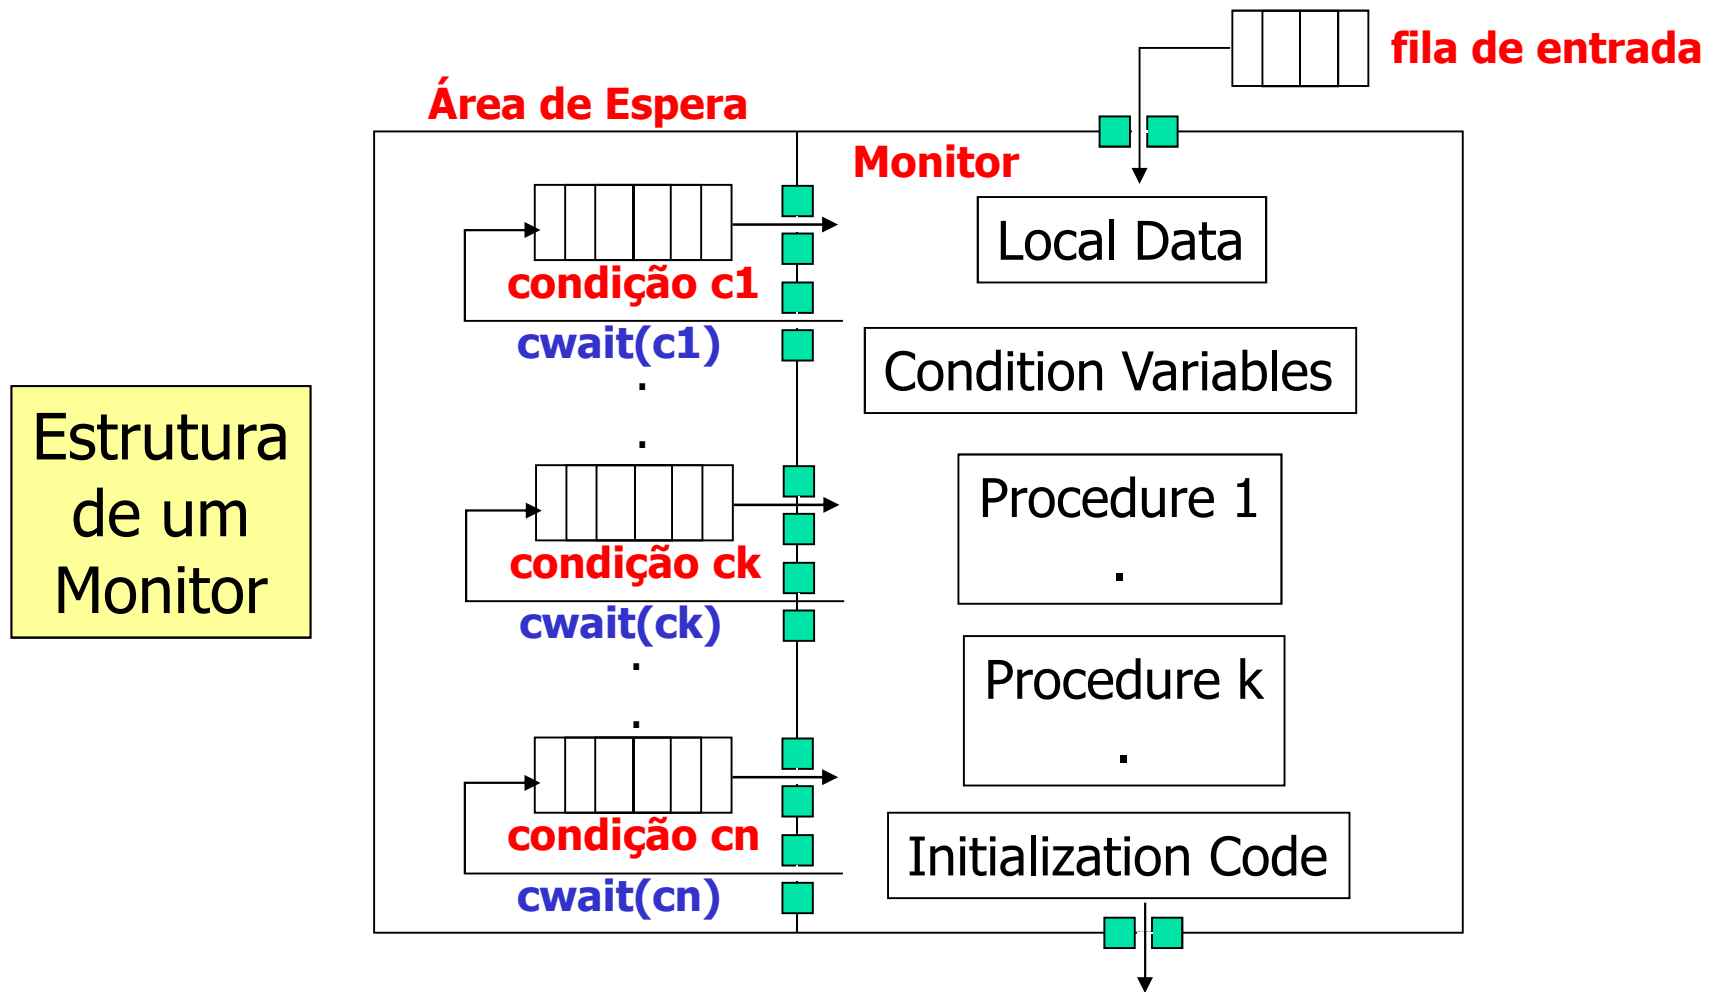 fila de entrada
Área de Espera
Monitor
Local Data
condição c1
cwait(c1)
.
.
Condition Variables
Estrutura
de um
Monitor
condição ck
cwait(ck)
.
.
Procedure 1
.
Procedure k
.
condição cn
cwait(cn)
Initialization Code